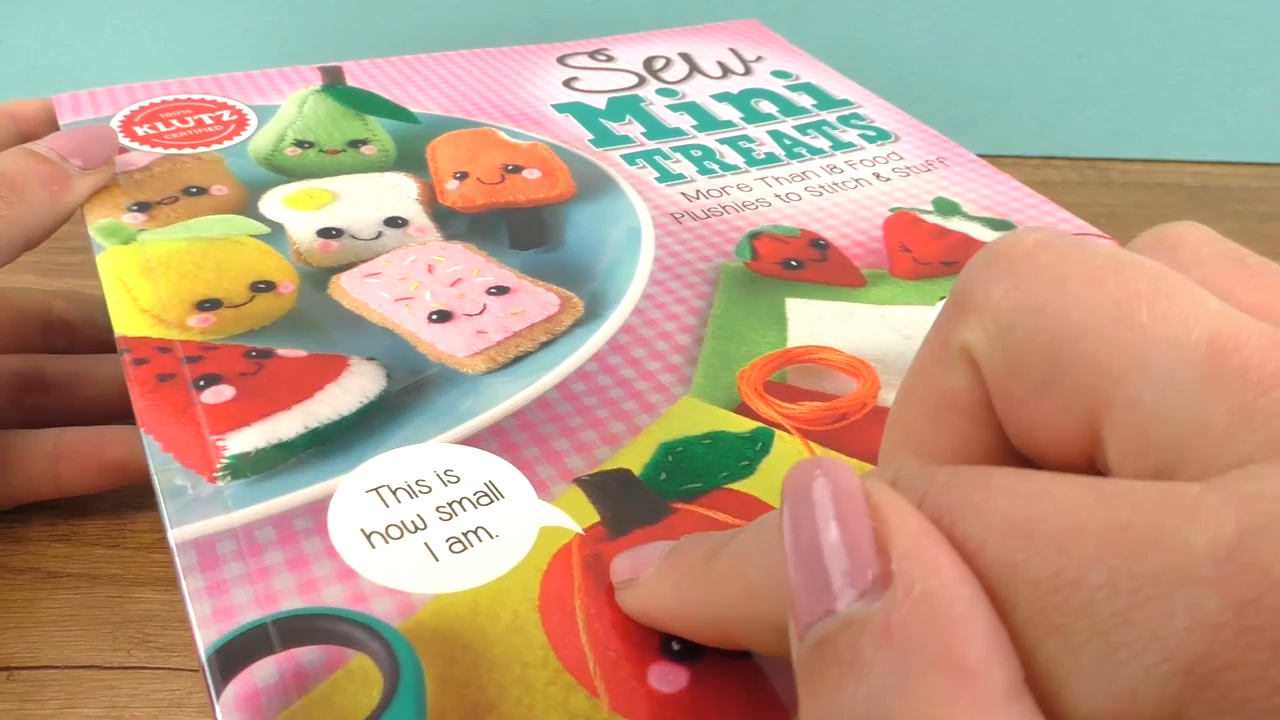 100%
KLUTZ
CERTIFIED
Sew
Mini
TREATS
More Than 18 Food
Plushies to Stitch & Stuff
This is
how small
I am.